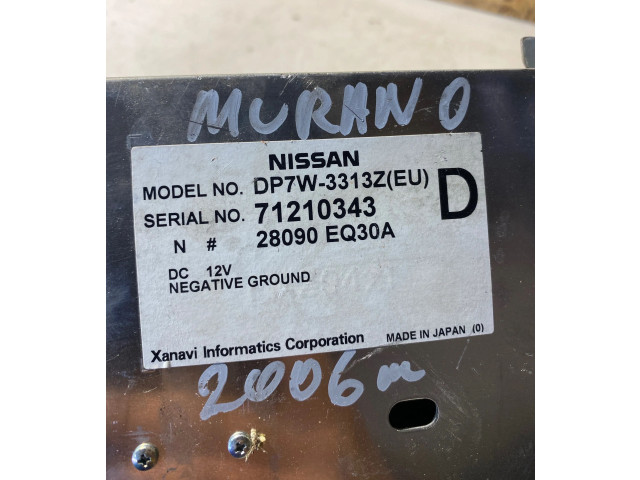 MURANO
NISSAN
MODEL NO. DP7W-3313Z(EU)
SERIAL NO. 71210343 D
N # 28090 EQ30A
DC 12V
NEGATIVE GROUND
Xanavi Informatics Corporation MADE IN JAPAN (0)
2006m